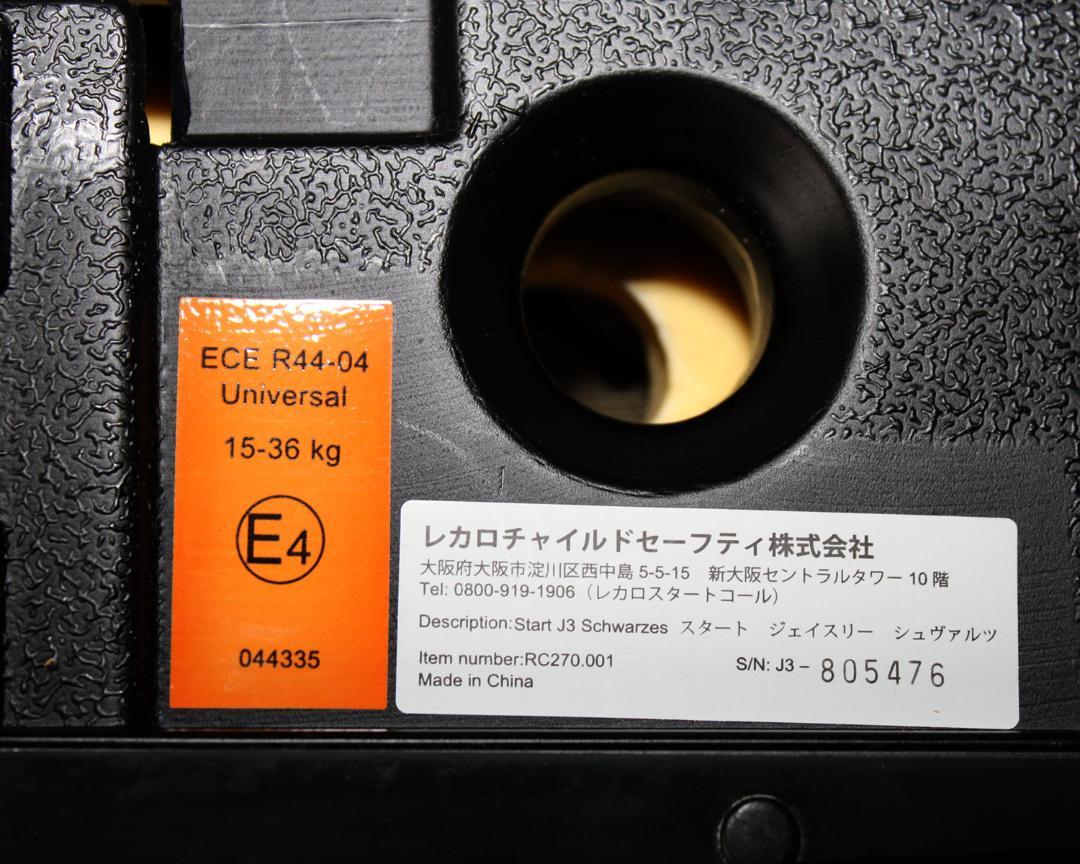 ECE R44-04
Universal
15-36 kg
E4
044335
レカロチャイルドセーフティ株式会社
大阪府大阪市淀川区西中島 5-5-15　新大阪セントラルタワー 10 階
Tel: 0800-919-1906（レカロスタートコール）
Description:Start J3 Schwarzes スタート　ジェイスリー　シュヴァルツ
Item number:RC270.001
S/N: J3 – 805476
Made in China